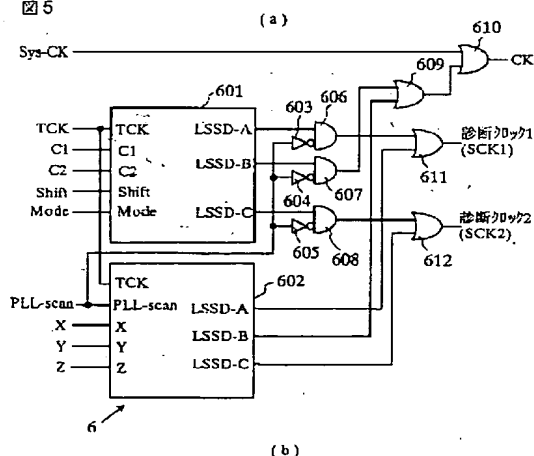 図5
(a)
610
Sys-CK
609
CK
601
603 606
TCK TCK LSSD-A 診断クロック1
C1 C1 (SCK1)
C2 C2 LSSD-B 611
Shift Shift 604 607
Mode Mode LSSD-C 診断クロック2
(SCK2)
605 608 612
602
TCK
PLL-scan PLL-scan LSSD-A
X X
Y Y LSSD-B
Z Z LSSD-C
6
(b)